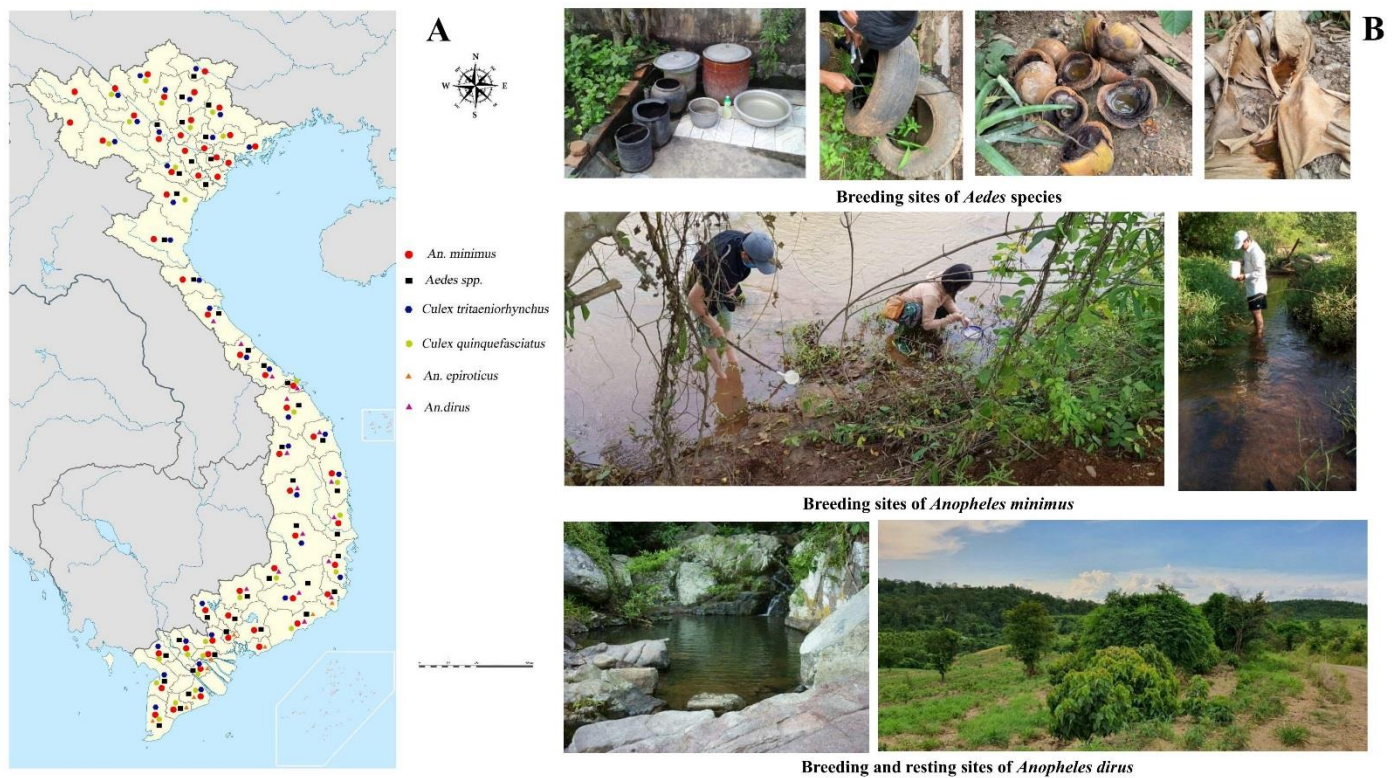 A
N
W E
S
An. minimus
Aedes spp.
Culex tritaeniorhynchus
Culex quinquefasciatus
An. epiroticus
An.dirus
B
Breeding sites of Aedes species
Breeding sites of Anopheles minimus
Breeding and resting sites of Anopheles dirus